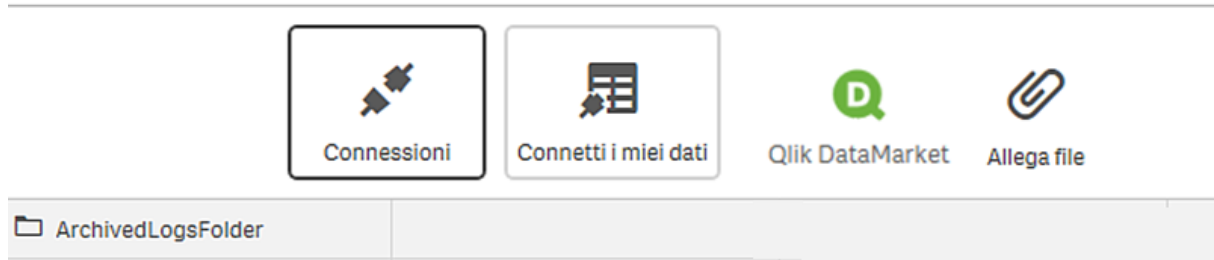 Connessioni
Connetti i miei dati
D
Qlik DataMarket
Allega file
ArchivedLogsFolder